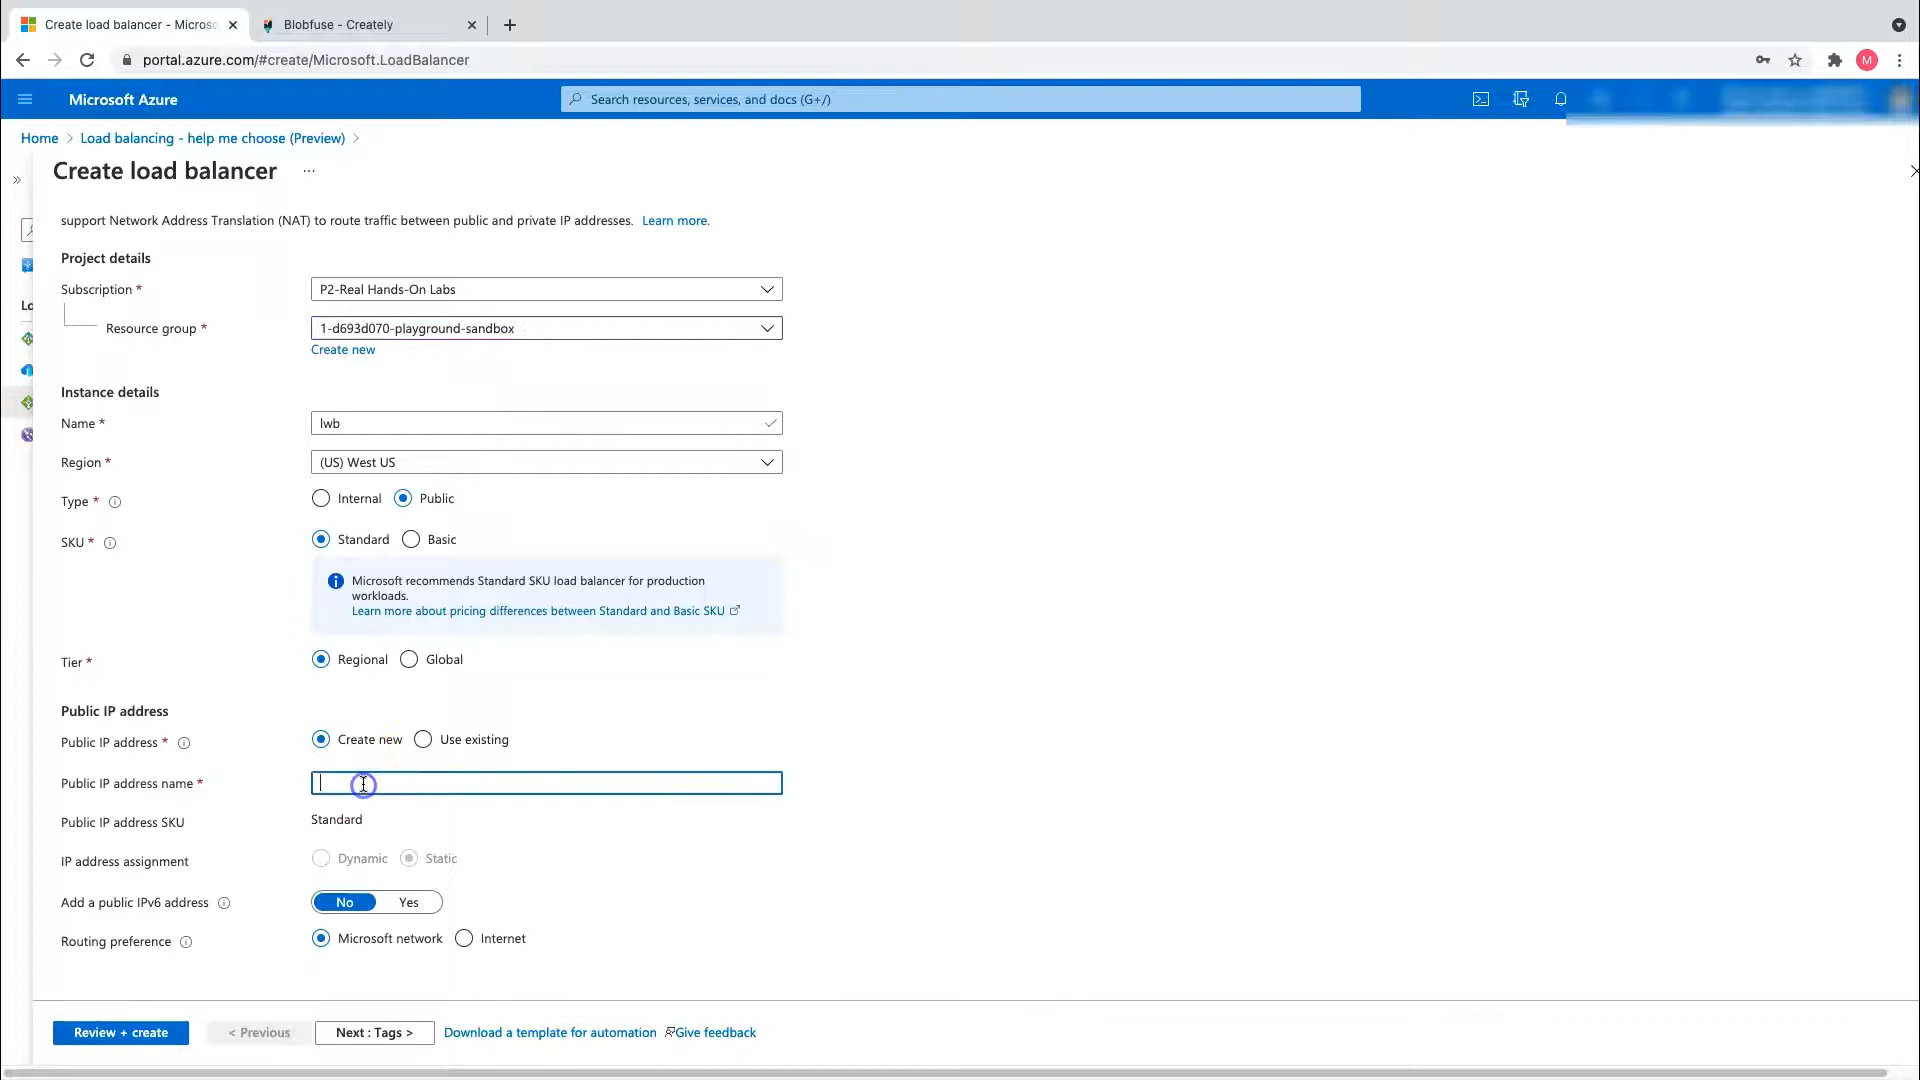 Create load balancer - Micros
Blobfuse - Creately
portal.azure.com/#create/Microsoft.LoadBalancer
M
Microsoft Azure
Search resources, services, and docs (G+/)
Home > Load balancing - help me choose (Preview) >
Create load balancer ...
support Network Address Translation (NAT) to route traffic between public and private IP addresses. Learn more.
Project details
Subscription *
P2-Real Hands-On Labs
Resource group *
1-d693d070-playground-sandbox
Create new
Instance details
Name *
lwb
Region *
(US) West US
Type *
Internal
Public
SKU *
Standard
Basic
Microsoft recommends Standard SKU load balancer for production
workloads.
Learn more about pricing differences between Standard and Basic SKU
Tier *
Regional
Global
Public IP address
Public IP address *
Create new
Use existing
Public IP address name *
Public IP address SKU
Standard
IP address assignment
Dynamic
Static
Add a public IPv6 address
No
Yes
Routing preference
Microsoft network
Internet
Review + create
< Previous
Next : Tags >
Download a template for automation
Give feedback